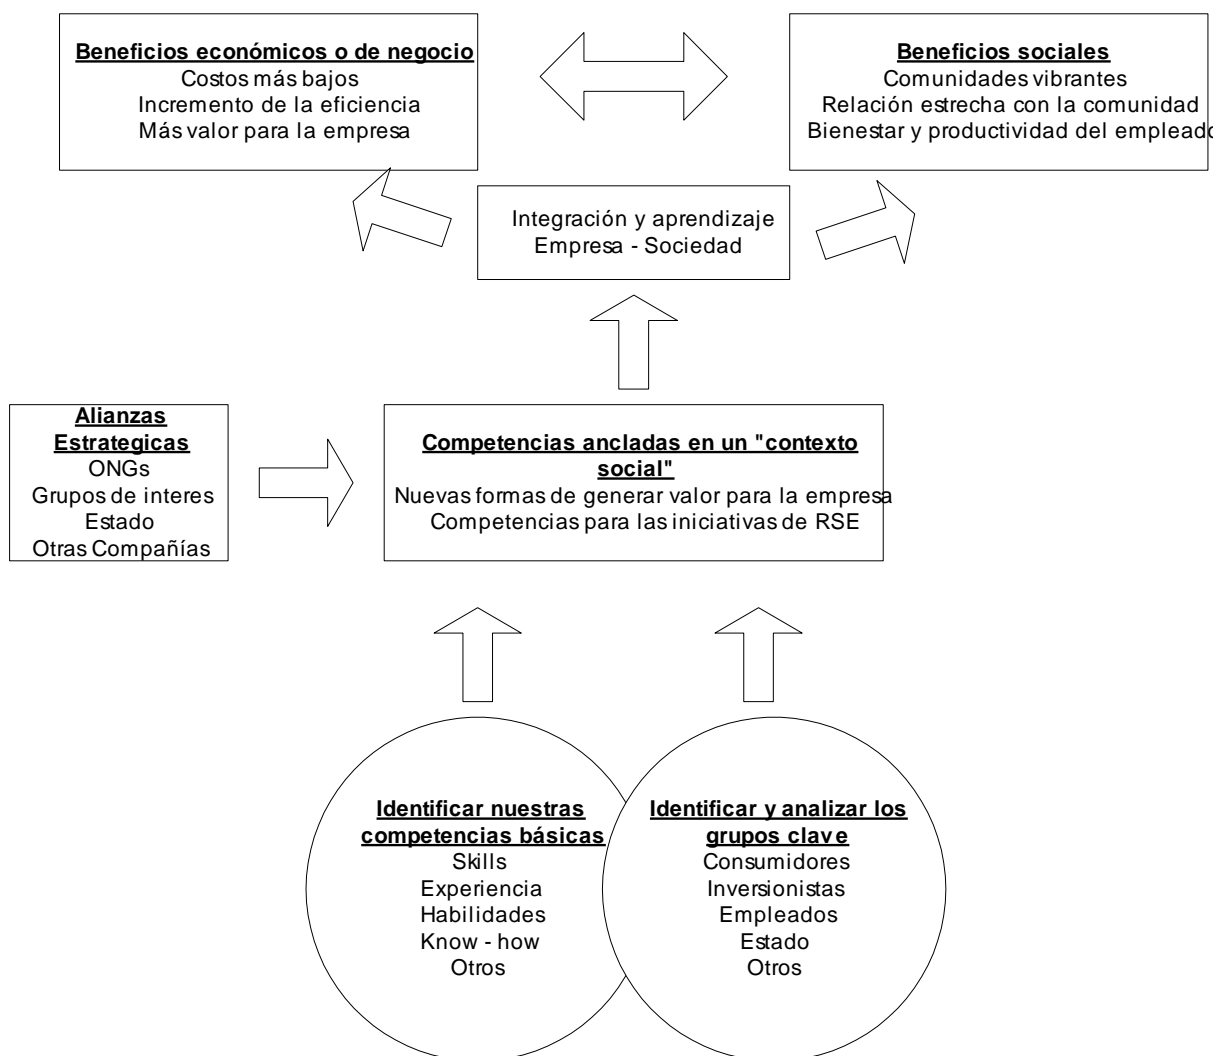 Beneficios económicos o de negocio
Costos más bajos
Incremento de la eficiencia
Más valor para la empresa
Beneficios sociales
Comunidades vibrantes
Relación estrecha con la comunidad
Bienestar y productividad del empleado
Integración y aprendizaje
Empresa - Sociedad
Alianzas
Estrategicas
ONGs
Grupos de interes
Estado
Otras Compañías
Competencias ancladas en un "contexto
social"
Nuevas formas de generar valor para la empresa
Competencias para las iniciativas de RSE
Identificar nuestras
competencias básicas
Skills
Experiencia
Habilidades
Know - how
Otros
Identificar y analizar los
grupos clave
Consumidores
Inversionistas
Empleados
Estado
Otros